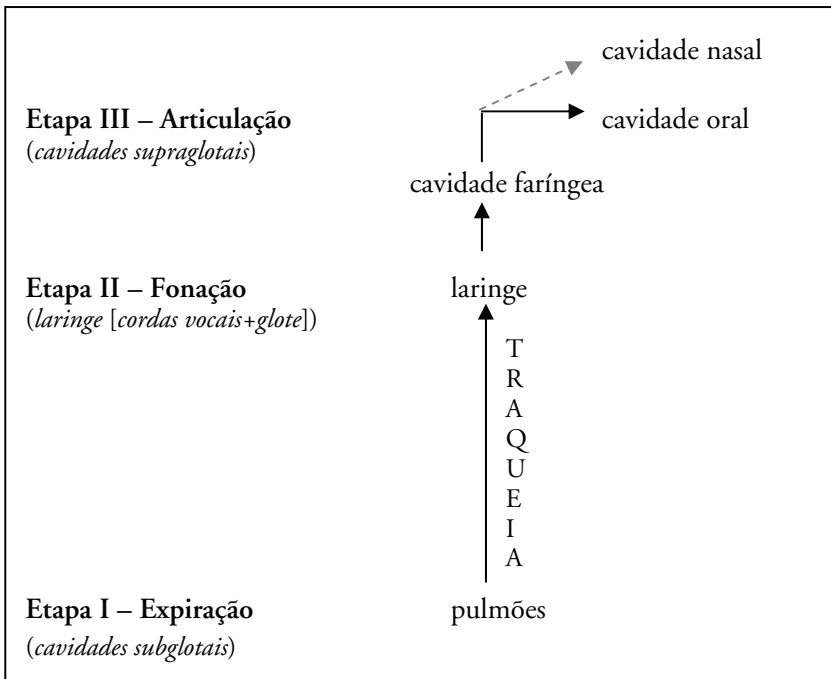 cavidade nasal
Etapa III – Articulação
cavidade oral
(cavidades supraglotais)
cavidade faríngea
Etapa II – Fonação
laringe
(laringe [cordas vocais+glote])
TRAQUEIA
Etapa I – Expiração
pulmões
(cavidades subglotais)